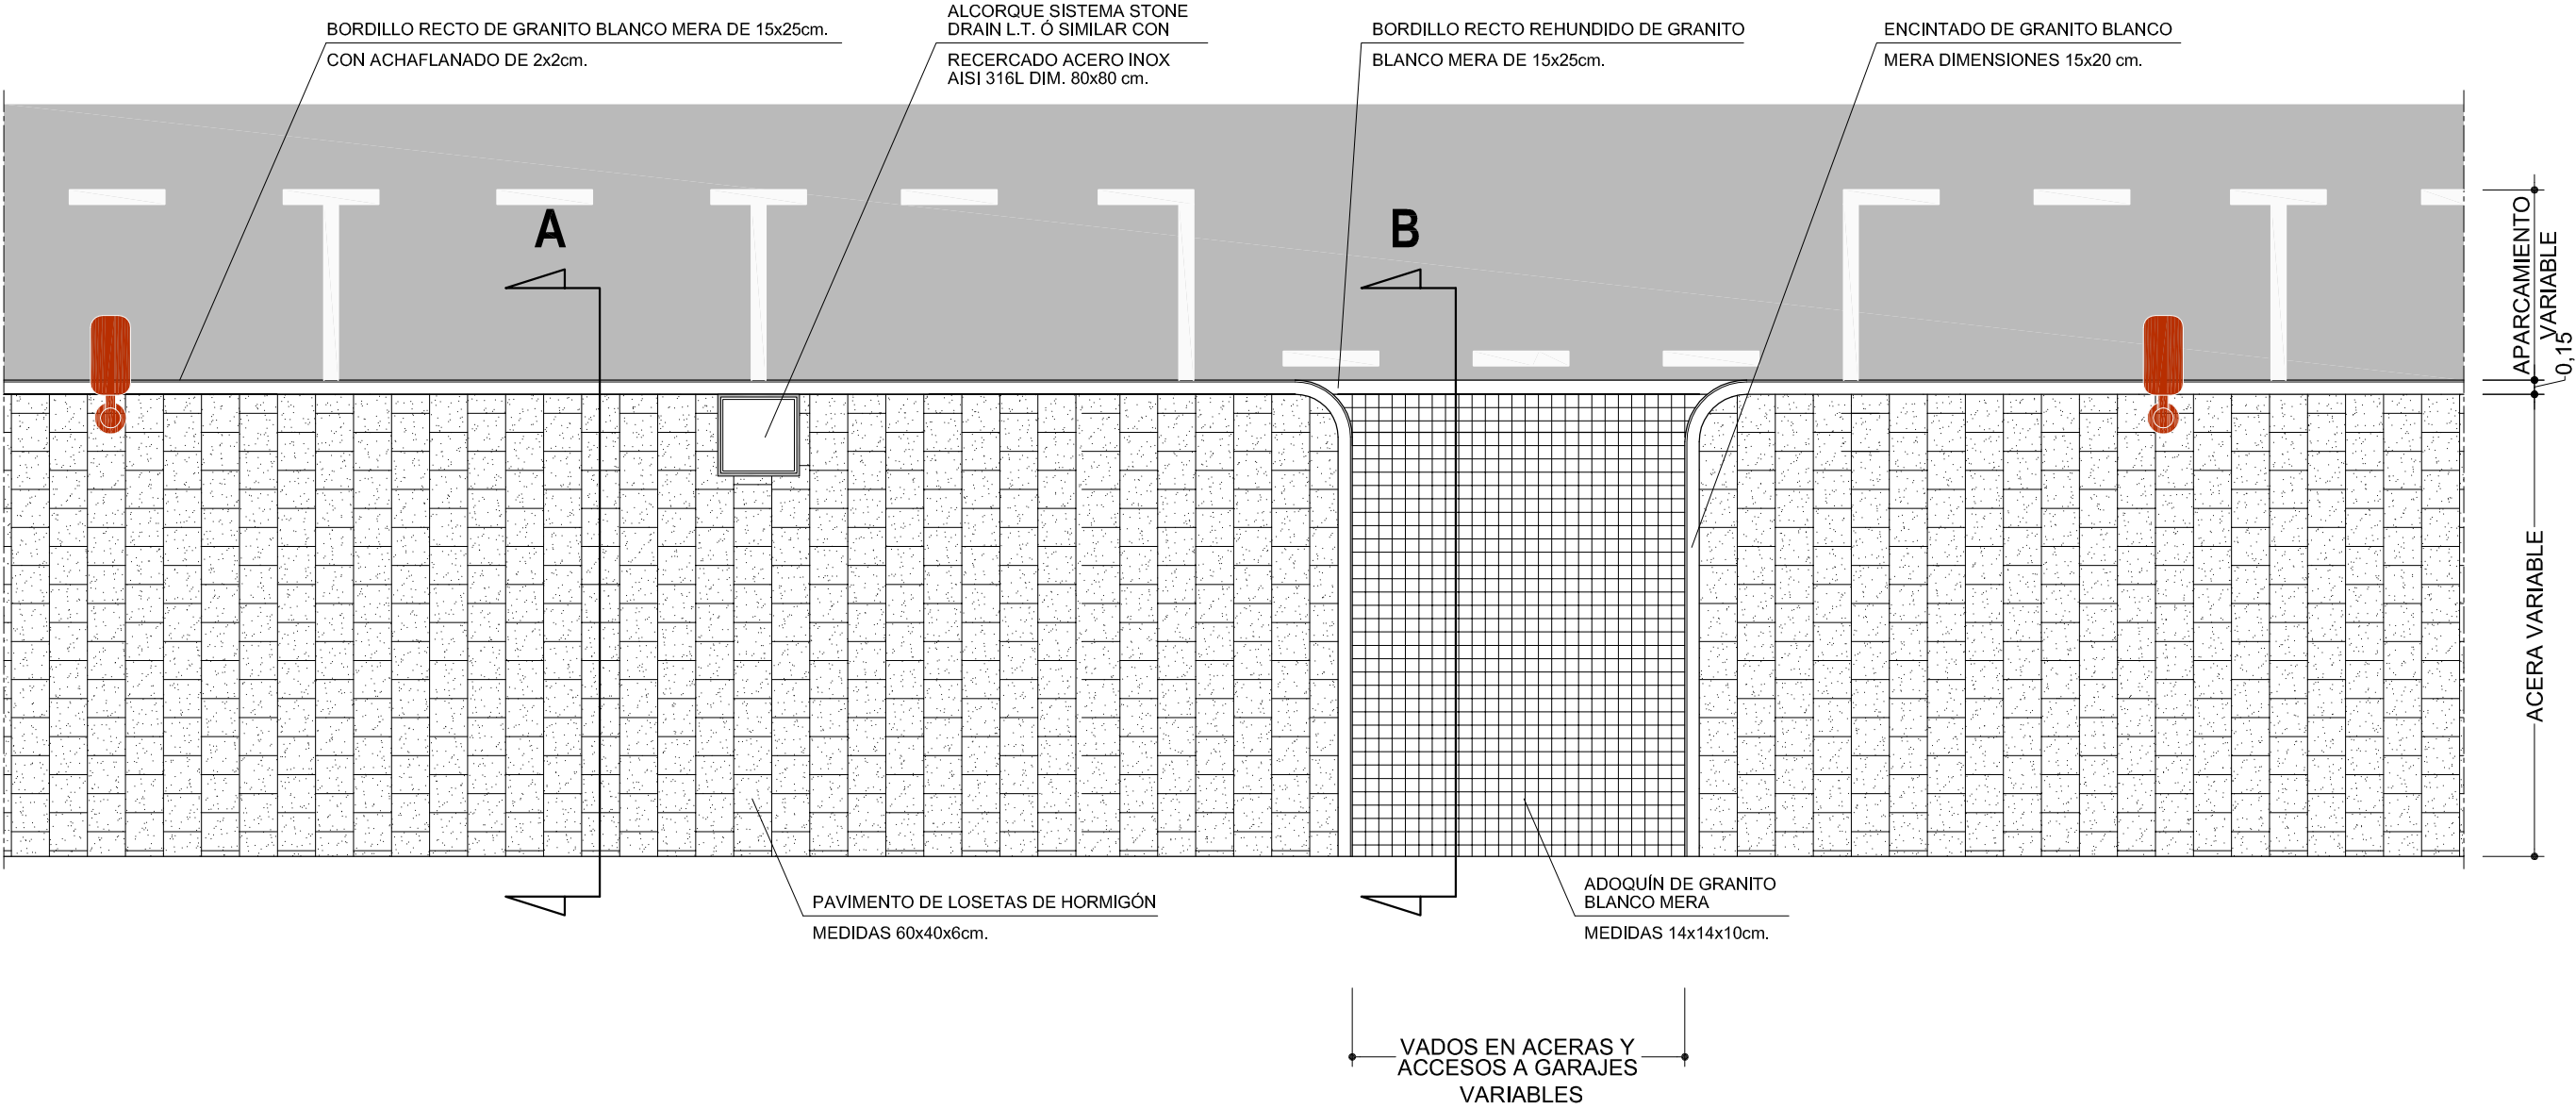 BORDILLO RECTO DE GRANITO BLANCO MERA DE 15x25cm.
CON ACHAFLANADO DE 2x2cm.
ALCORQUE SISTEMA STONE
DRAIN L.T. Ó SIMILAR CON
RECERCADO ACERO INOX
AISI 316L DIM. 80x80 cm.
BORDILLO RECTO REHUNDIDO DE GRANITO
BLANCO MERA DE 15x25cm.
ENCINTADO DE GRANITO BLANCO
MERA DIMENSIONES 15x20 cm.
A
B
APARCAMIENTO
VARIABLE
0,15
ACERA VARIABLE
PAVIMENTO DE LOSETAS DE HORMIGÓN
MEDIDAS 60x40x6cm.
ADOQUÍN DE GRANITO
BLANCO MERA
MEDIDAS 14x14x10cm.
VADOS EN ACERAS Y
ACCESOS A GARAJES
VARIABLES